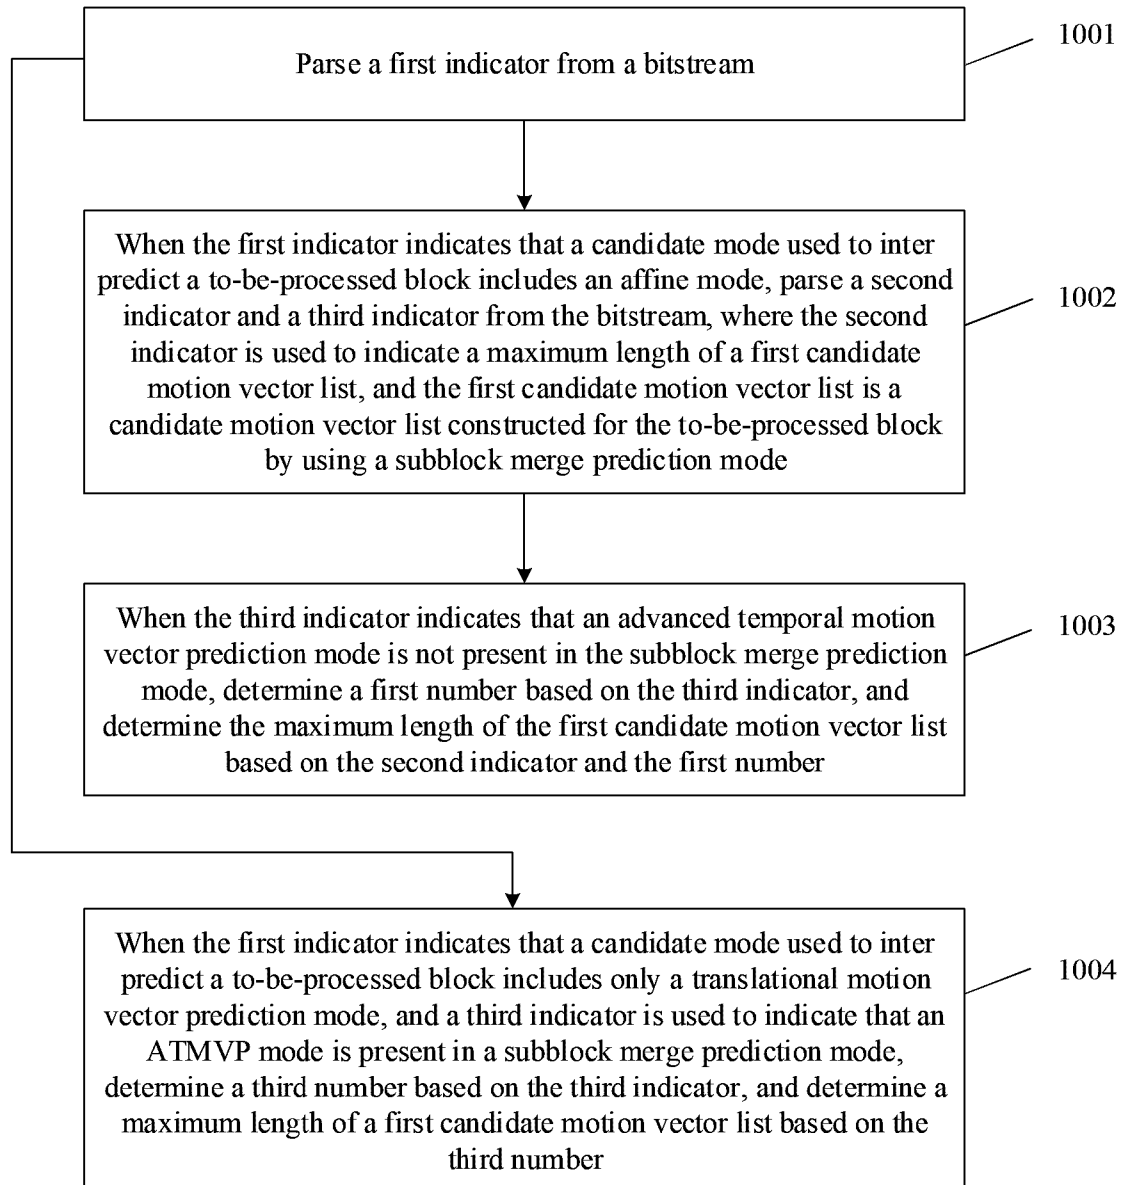 1001
Parse a first indicator from a bitstream
When the first indicator indicates that a candidate mode used to inter
predict a to-be-processed block includes an affine mode, parse a second
indicator and a third indicator from the bitstream, where the second
indicator is used to indicate a maximum length of a first candidate
motion vector list, and the first candidate motion vector list is a
candidate motion vector list constructed for the to-be-processed block
by using a subblock merge prediction mode
1002
When the third indicator indicates that an advanced temporal motion
vector prediction mode is not present in the subblock merge prediction
mode, determine a first number based on the third indicator, and
determine the maximum length of the first candidate motion vector list
based on the second indicator and the first number
1003
When the first indicator indicates that a candidate mode used to inter
predict a to-be-processed block includes only a translational motion
vector prediction mode, and a third indicator is used to indicate that an
ATMVP mode is present in a subblock merge prediction mode,
determine a third number based on the third indicator, and determine a
maximum length of a first candidate motion vector list based on the
third number
1004